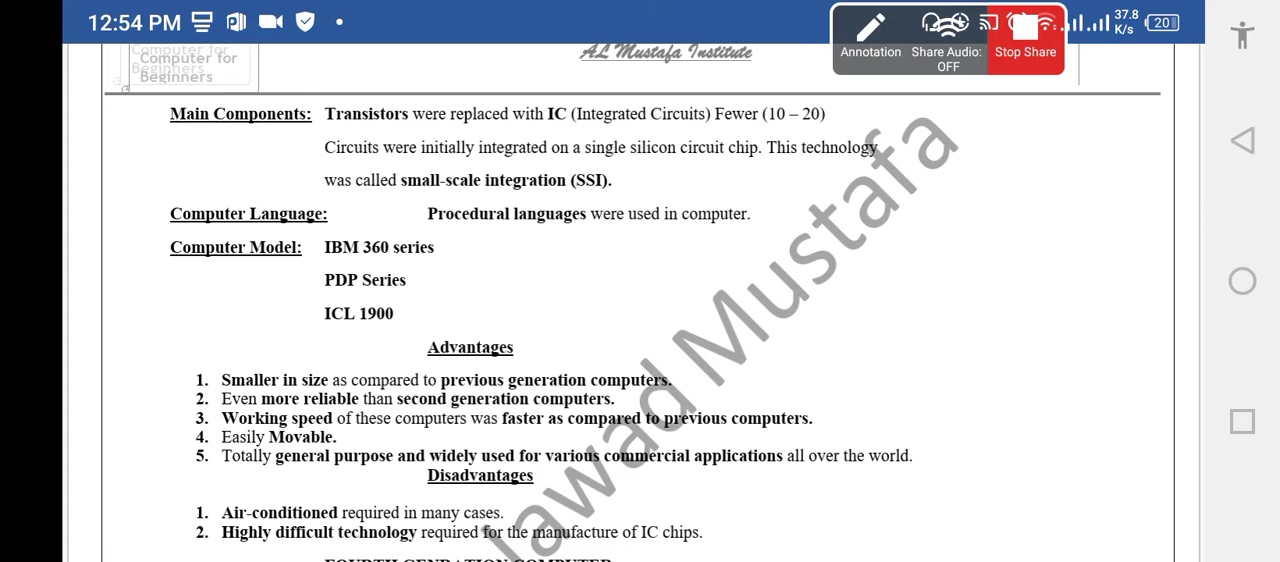 12:54 PM
37.8 K/s
20
Annotation
Share Audio: OFF
Stop Share
Computer for Beginners
Computer for
Beginners
AL Mustafa Institute
Main Components: Transistors were replaced with IC (Integrated Circuits) Fewer (10 – 20)
Circuits were initially integrated on a single silicon circuit chip. This technology
was called small-scale integration (SSI).
Computer Language: Procedural languages were used in computer.
Computer Model: IBM 360 series
PDP Series
ICL 1900
Advantages
1. Smaller in size as compared to previous generation computers.
2. Even more reliable than second generation computers.
3. Working speed of these computers was faster as compared to previous computers.
4. Easily Movable.
5. Totally general purpose and widely used for various commercial applications all over the world.
Disadvantages
1. Air-conditioned required in many cases.
2. Highly difficult technology required for the manufacture of IC chips.
FOURTH GENRATION COMPUTER
Jawad Mustafa